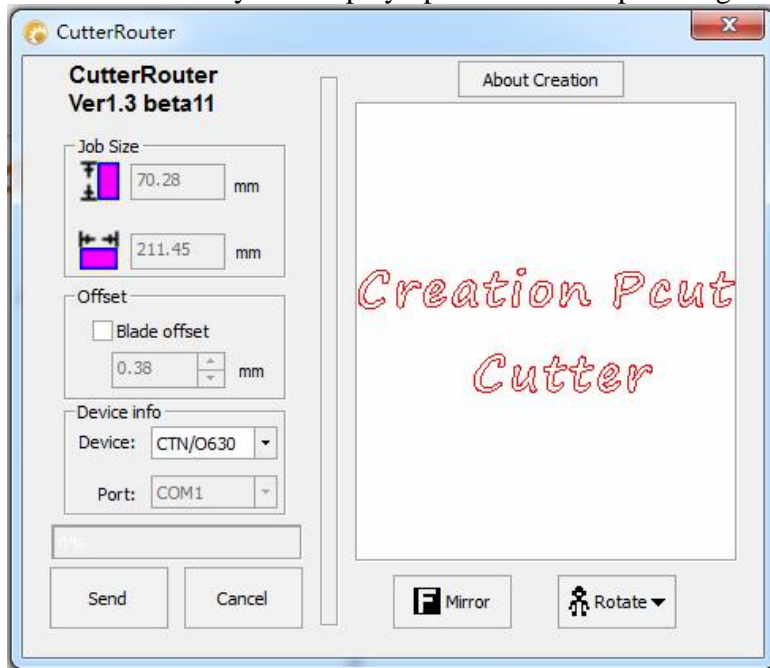 CutterRouter
CutterRouter
Ver1.3 beta11
Job Size
70.28 mm
211.45 mm
Offset
Blade offset
0.38 mm
Device info
Device: CTN/O630
Port: COM1
0%
Send Cancel
About Creation
Creation Pcut
Cutter
F Mirror
Rotate